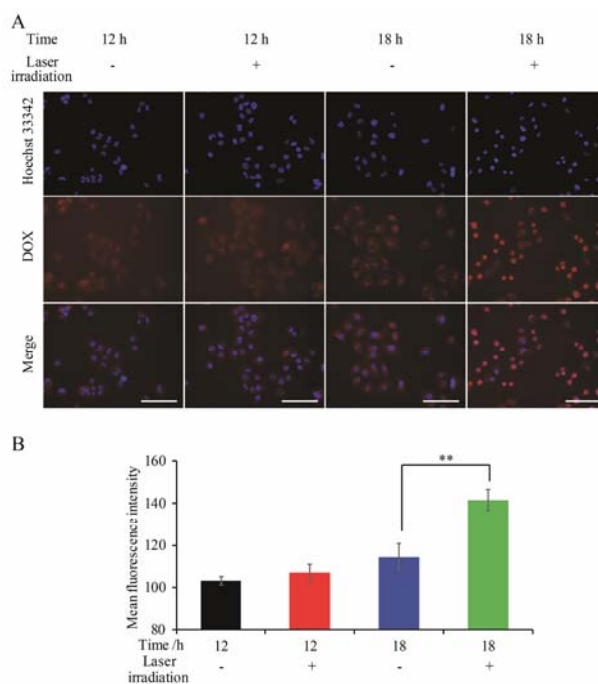 A
Time 12 h 12 h 18 h 18 h
Laser
irradiation - + - +
Hoechst 33342
DOX
Merge
B
Mean fluorescence intensity
160
140
120
100
80
**
Time /h 12 12 18 18
Laser
irradiation - + - +